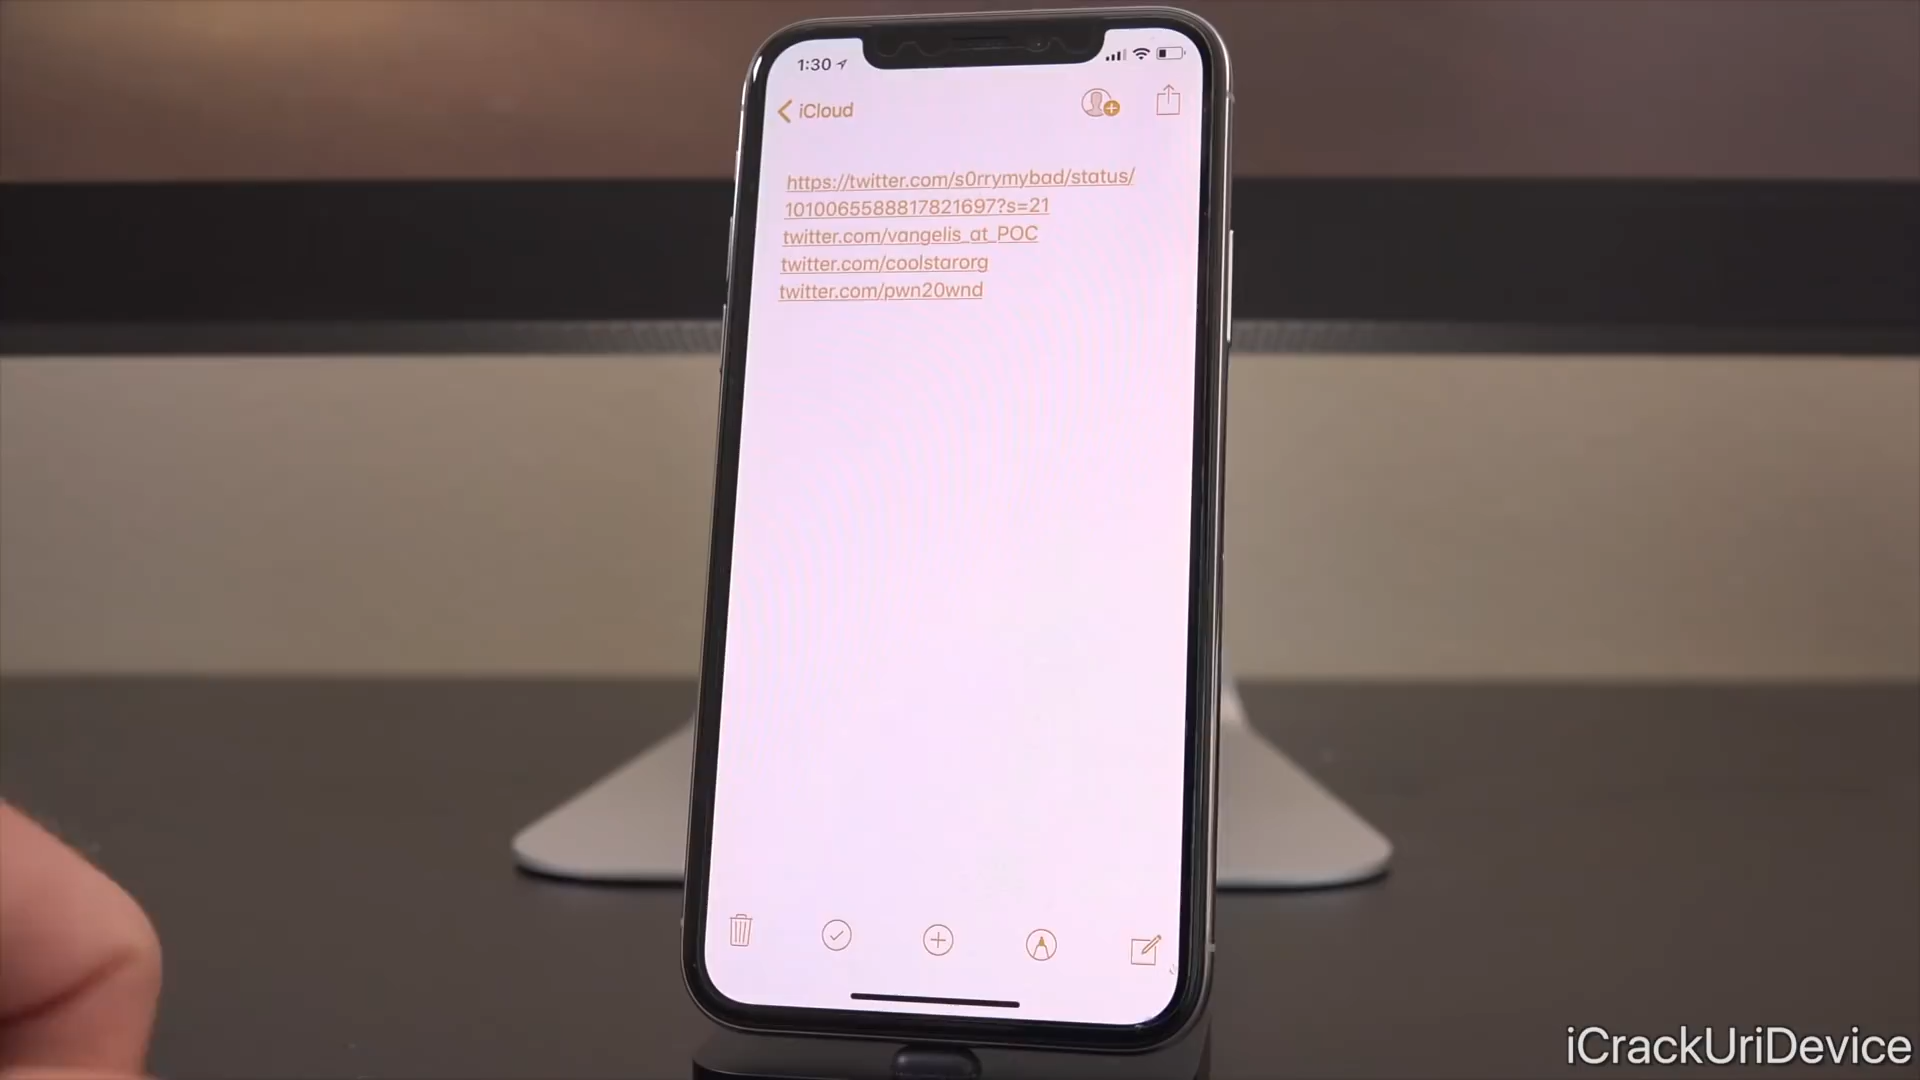 1:30
iCloud
https://twitter.com/s0rrymybad/status/
1010065588817821697?s=21
twitter.com/vangelis_at_POC
twitter.com/coolstarorg
twitter.com/pwn20wnd
iCrackUriDevice